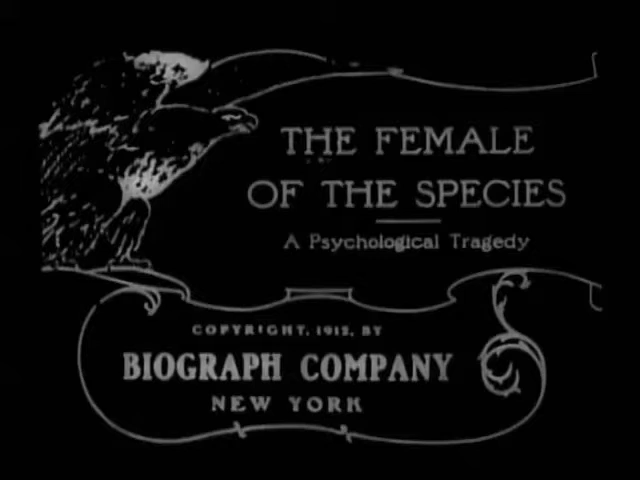 THE FEMALE
OF THE SPECIES
A Psychological Tragedy
COPYRIGHT, 1912, BY
BIOGRAPH COMPANY
NEW YORK